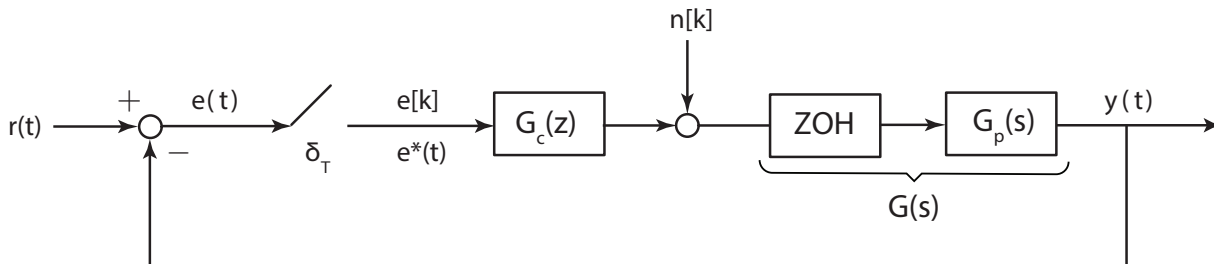 n[k]
r(t)
+
−
e(t)
δ_T
e[k]
e*(t)
G_c(z)
ZOH
G_p(s)
y(t)
G(s)